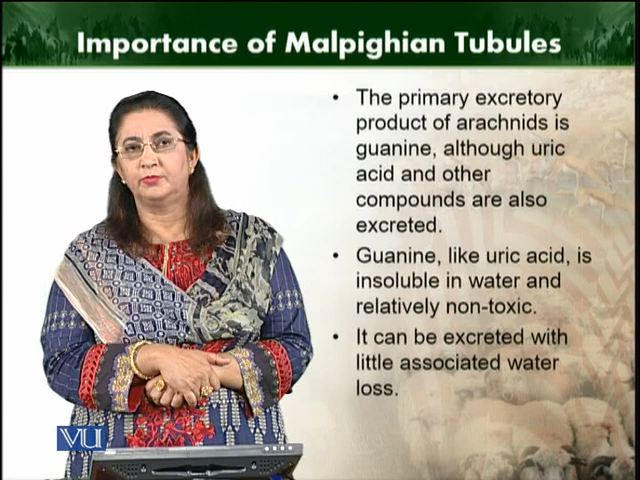 Importance of Malpighian Tubules
• The primary excretory
product of arachnids is
guanine, although uric
acid and other
compounds are also
excreted.
• Guanine, like uric acid, is
insoluble in water and
relatively non-toxic.
• It can be excreted with
little associated water
loss.
VU